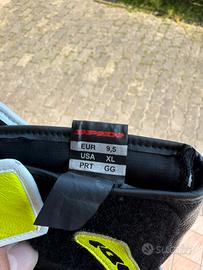 SPIDI
EUR 9,5
USA XL
PRT GG
subito